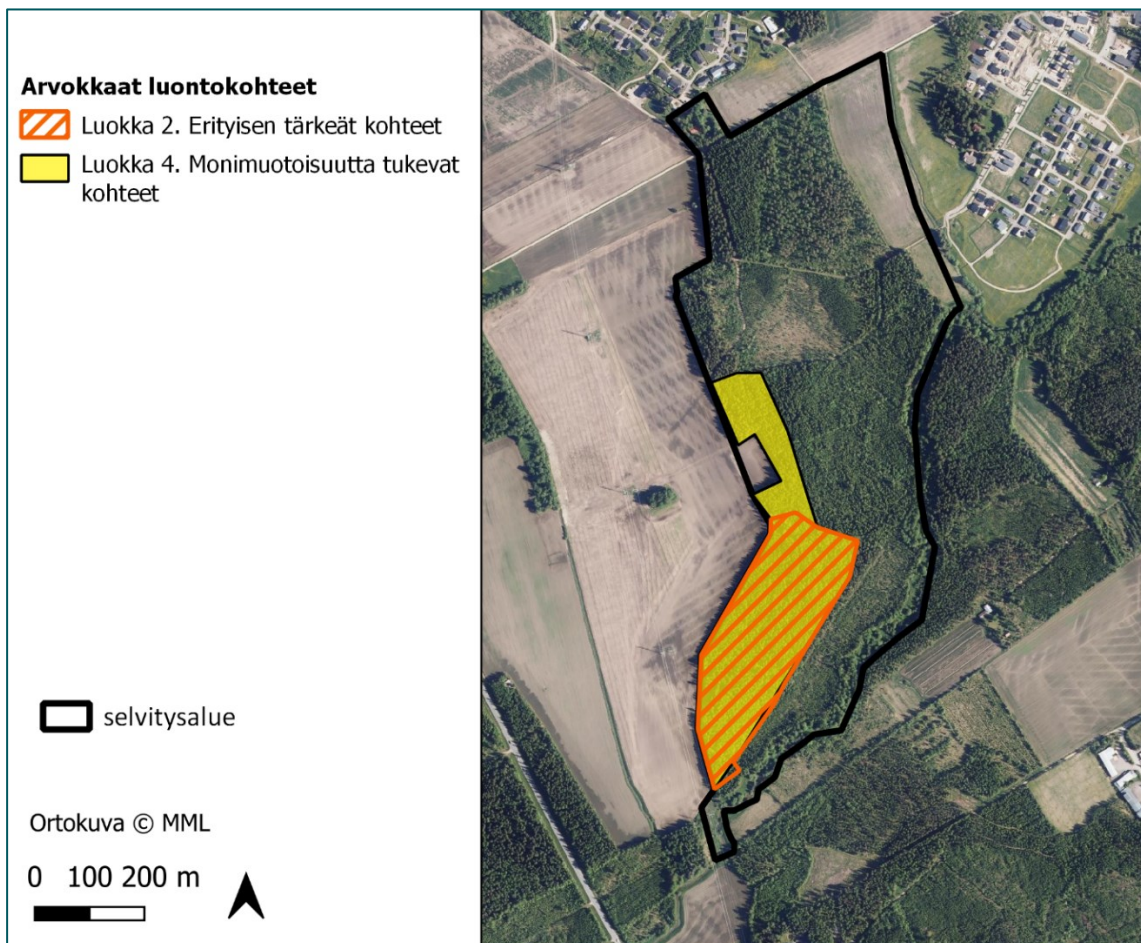 Arvokkaat luontokohteet
Luokka 2. Erityisen tärkeät kohteet
Luokka 4. Monimuotoisuutta tukevat
kohteet
selvitysalue
Ortokuva © MML
0 100 200 m